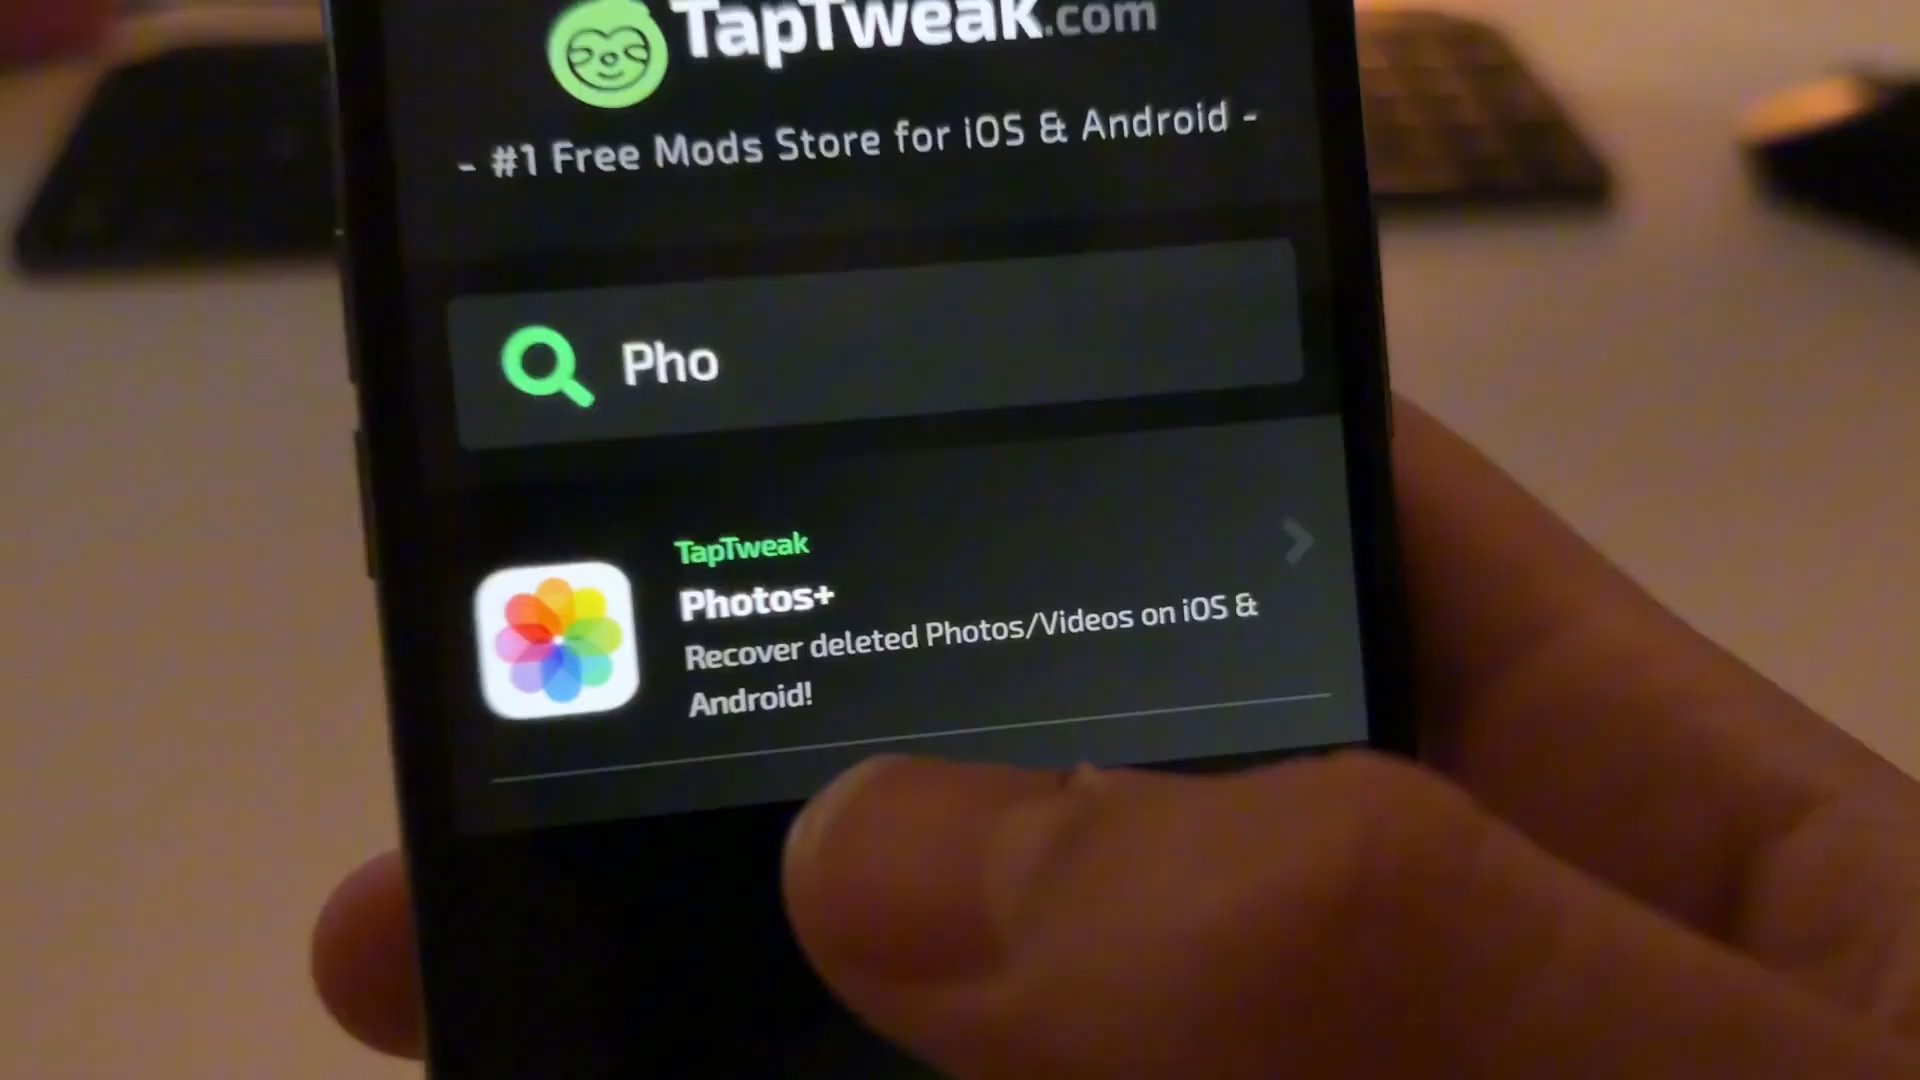 TapTweak.com
- #1 Free Mods Store for iOS & Android -
Pho
TapTweak
Photos+
Recover deleted Photos/Videos on iOS &
Android!